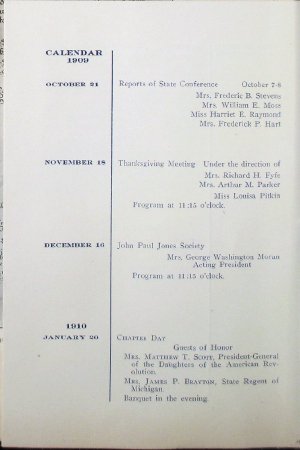 CALENDAR
1909
OCTOBER 21 Reports of State Conference October 7-8
Mrs. Frederic B. Stevens
Mrs. William E. Moss
Miss Harriet E. Raymond
Mrs. Frederick P. Hart
NOVEMBER 18 Thanksgiving Meeting Under the direction of
Mrs. Richard H. Fyfe
Mrs. Arthur M. Parker
Miss Louisa Pitkin
Program at 11:15 o'clock.
DECEMBER 16 John Paul Jones Society
Mrs. George Washington Moran
Acting President
Program at 11:15 o'clock.
1910
JANUARY 20 Chapter Day
Guests of Honor
Mrs. Matthew T. Scott, President-General
of the Daughters of the American Rev-
olution.
Mrs. James P. Brayton, State Regent of
Michigan.
Banquet in the evening.